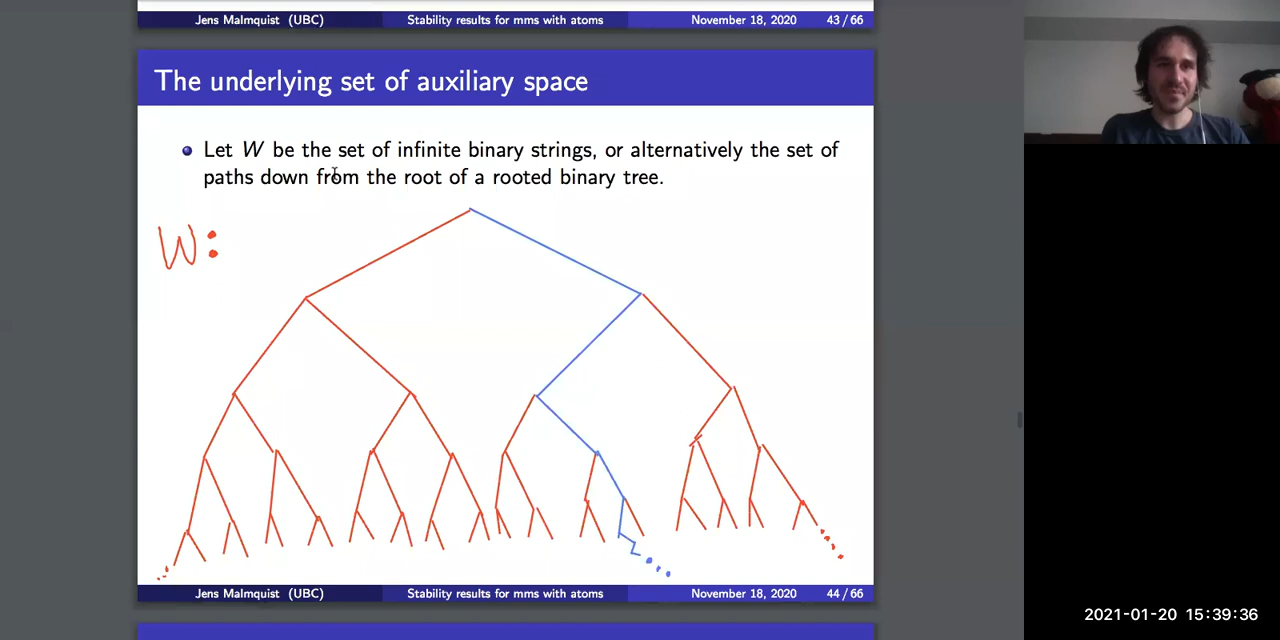 Jens Malmquist (UBC) Stability results for mms with atoms November 18, 2020 43 / 66
The underlying set of auxiliary space
Let W be the set of infinite binary strings, or alternatively the set of
paths down from the root of a rooted binary tree.
W:
Jens Malmquist (UBC) Stability results for mms with atoms November 18, 2020 44 / 66
2021-01-20 15:39:36